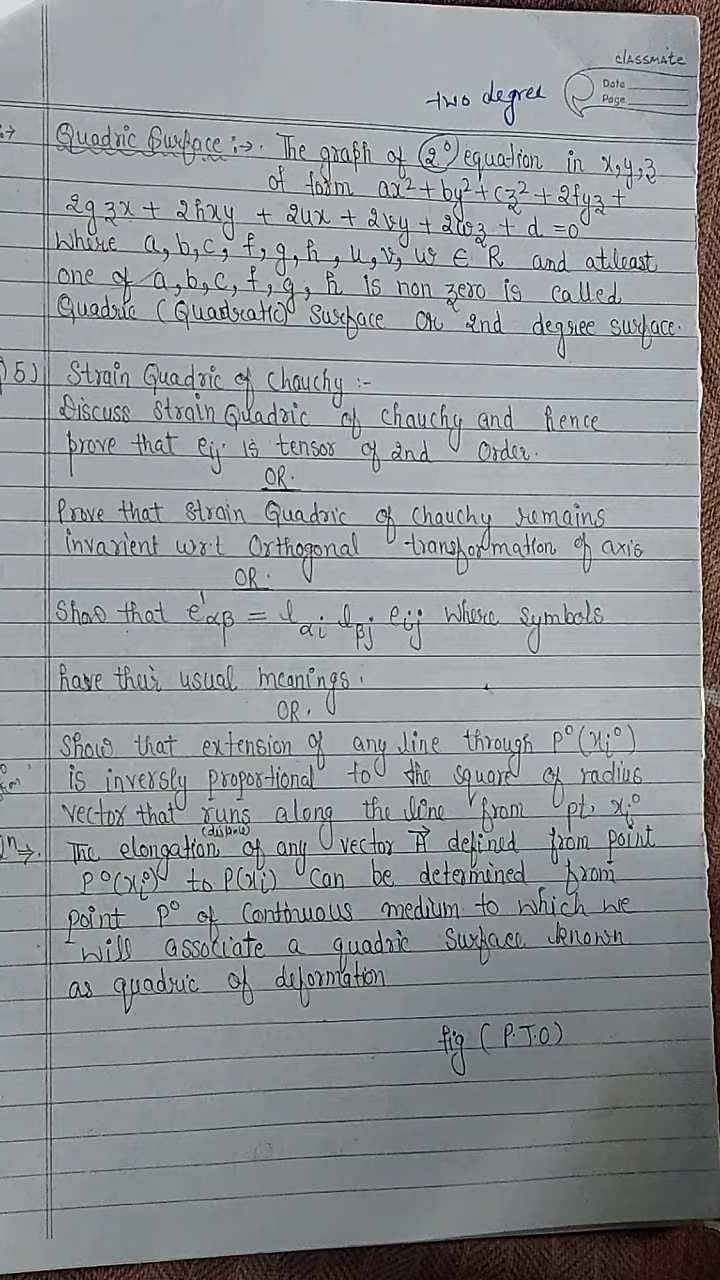 classmate
two degree
Date
Page
Quadric Surface :→. The graph of (2°) equation in x,y,z
of form ax² + by² + cz² + 2fyz +
2gzx + 2hxy + 2ux + 2vy + 2wz + d = 0
Where a, b, c, f, g, h, u, v, w ∈ R and atleast
one of a, b, c, f, g, h is non zero is called
Quadric (Quadratic) Surface OR 2nd degree surface.
5) Strain Quadric of Chauchy :-
Discuss Strain Quadric of Chauchy and hence
prove that eij is tensor of 2nd Order.
OR.
Prove that Strain Quadric of Chauchy remains
invarient wrt Orthogonal transformation of axis
OR.
Show that e'αβ = lαi lβj eij Where Symbols
have their usual meanings.
OR.
Show that extension of any line through P°(xi°)
is inversly proportional to the square of radius
vector that runs along the line from pt. xi°
(distance)
→. The elongation of any vector A⃗ defined from point
P°(xi°) to P(xi) can be determined from
point P° of continuous medium to which we
will assotiate a quadric Surface known
as quadric of deformation
fig (P.T.O)